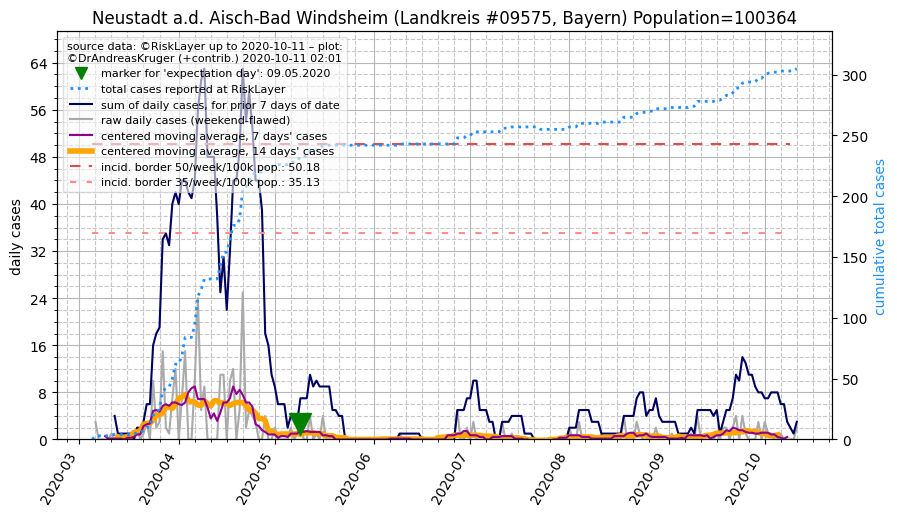 Neustadt a.d. Aisch-Bad Windsheim (Landkreis #09575, Bayern) Population=100364
source data: ©RiskLayer up to 2020-10-11 – plot:
©DrAndreasKruger (+contrib.) 2020-10-11 02:01
marker for 'expectation day': 09.05.2020
total cases reported at RiskLayer
sum of daily cases, for prior 7 days of date
raw daily cases (weekend-flawed)
centered moving average, 7 days' cases
centered moving average, 14 days' cases
incid. border 50/week/100k pop.: 50.18
incid. border 35/week/100k pop.: 35.13
daily cases
64
56
48
40
32
24
16
8
0
cumulative total cases
300
250
200
150
100
50
0
2020-03
2020-04
2020-05
2020-06
2020-07
2020-08
2020-09
2020-10